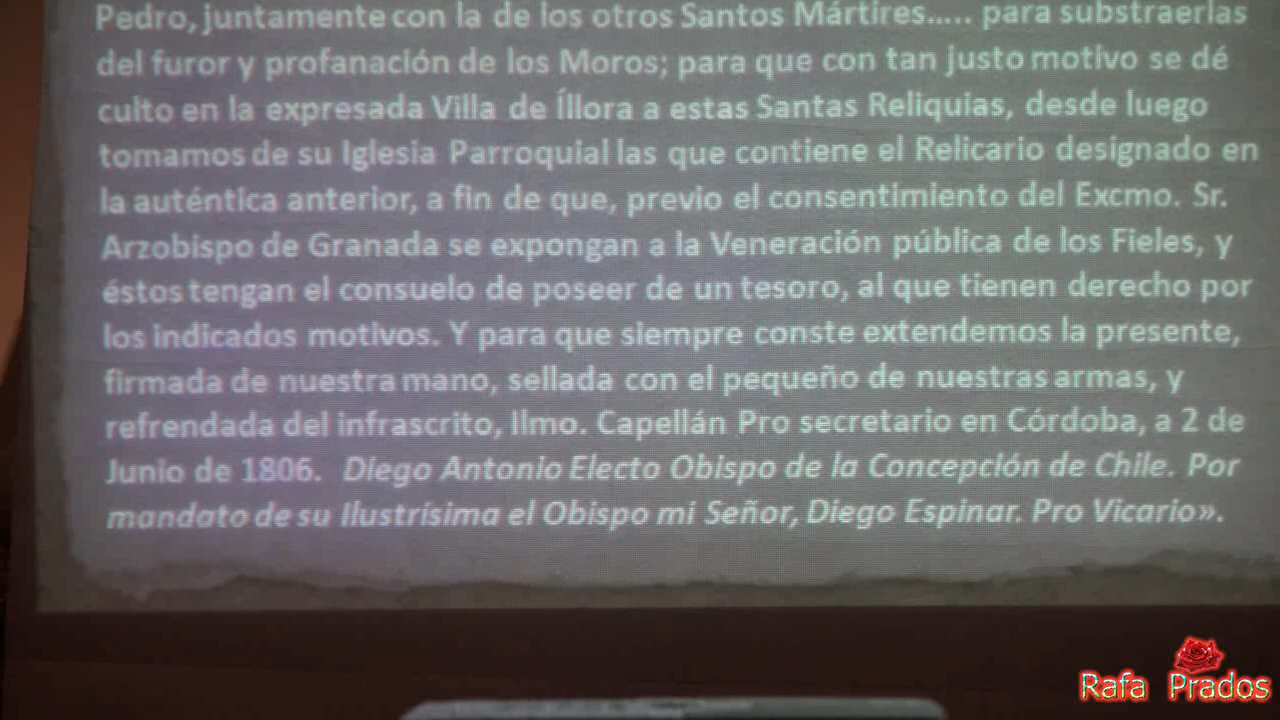 Pedro, juntamente con la de los otros Santos Mártires..... para substraerlas
del furor y profanación de los Moros; para que con tan justo motivo se dé
culto en la expresada Villa de Íllora a estas Santas Reliquias, desde luego
tomamos de su Iglesia Parroquial las que contiene el Relicario designado en
la auténtica anterior, a fin de que, previo el consentimiento del Excmo. Sr.
Arzobispo de Granada se expongan a la Veneración pública de los Fieles, y
éstos tengan el consuelo de poseer de un tesoro, al que tienen derecho por
los indicados motivos. Y para que siempre conste extendemos la presente,
firmada de nuestra mano, sellada con el pequeño de nuestras armas, y
refrendada del infrascrito, Ilmo. Capellán Pro secretario en Córdoba, a 2 de
Junio de 1806. Diego Antonio Electo Obispo de la Concepción de Chile. Por
mandato de su Ilustrísima el Obispo mi Señor, Diego Espinar. Pro Vicario».
Rafa Prados